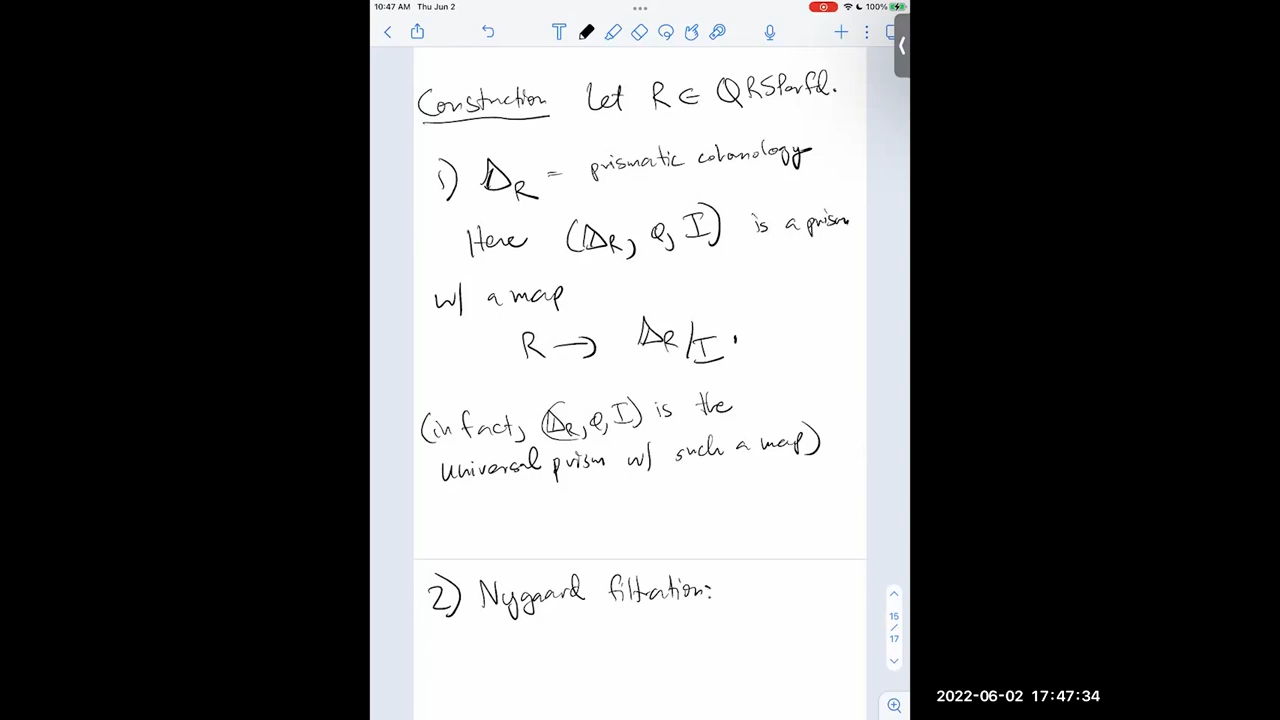 10:47 AM Thu Jun 2
100%
Construction Let R ∈ QRSPerfd.
1) Δ_R = prismatic cohomology
Here (Δ_R, φ, I) is a prism
w/ a map
R → Δ_R/I.
(in fact, (Δ_R, φ, I) is the
universal prism w/ such a map)
2) Nygaard filtration:
15
/
17
2022-06-02 17:47:34